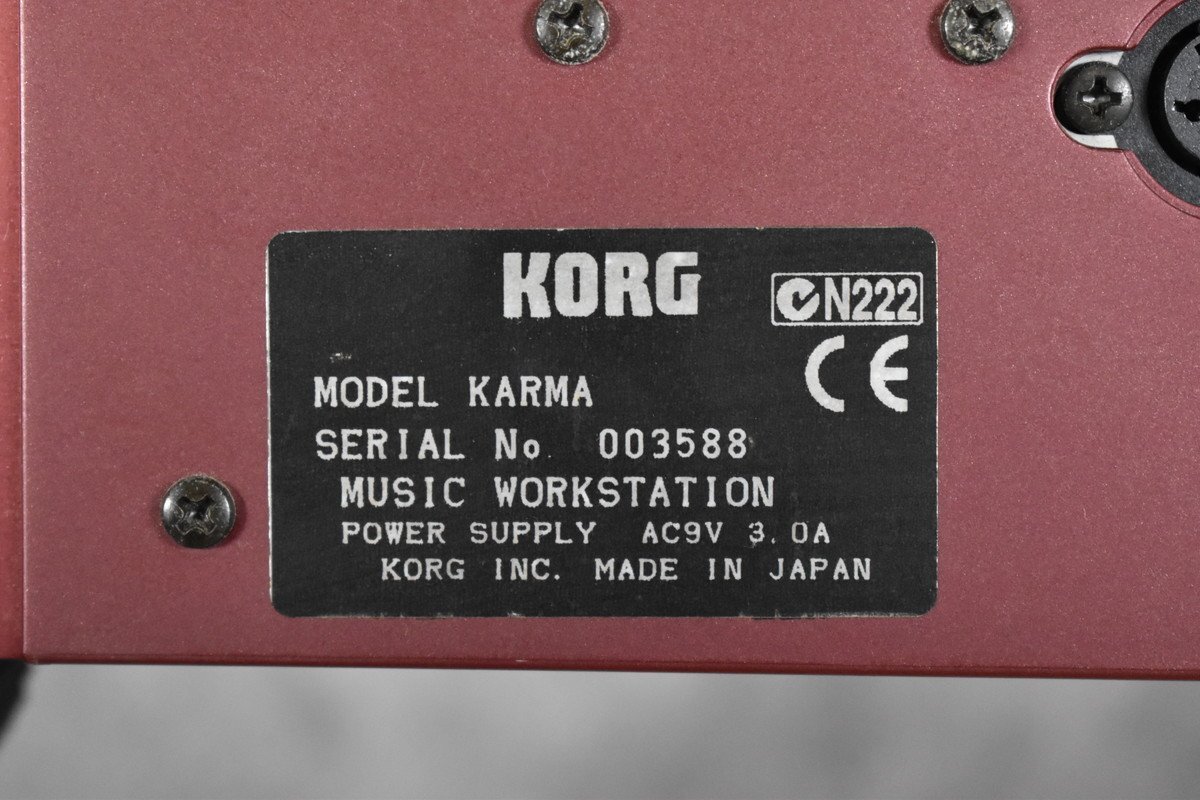 KORG
N222
CE
MODEL KARMA
SERIAL No. 003588
MUSIC WORKSTATION
POWER SUPPLY AC9V 3.0A
KORG INC. MADE IN JAPAN